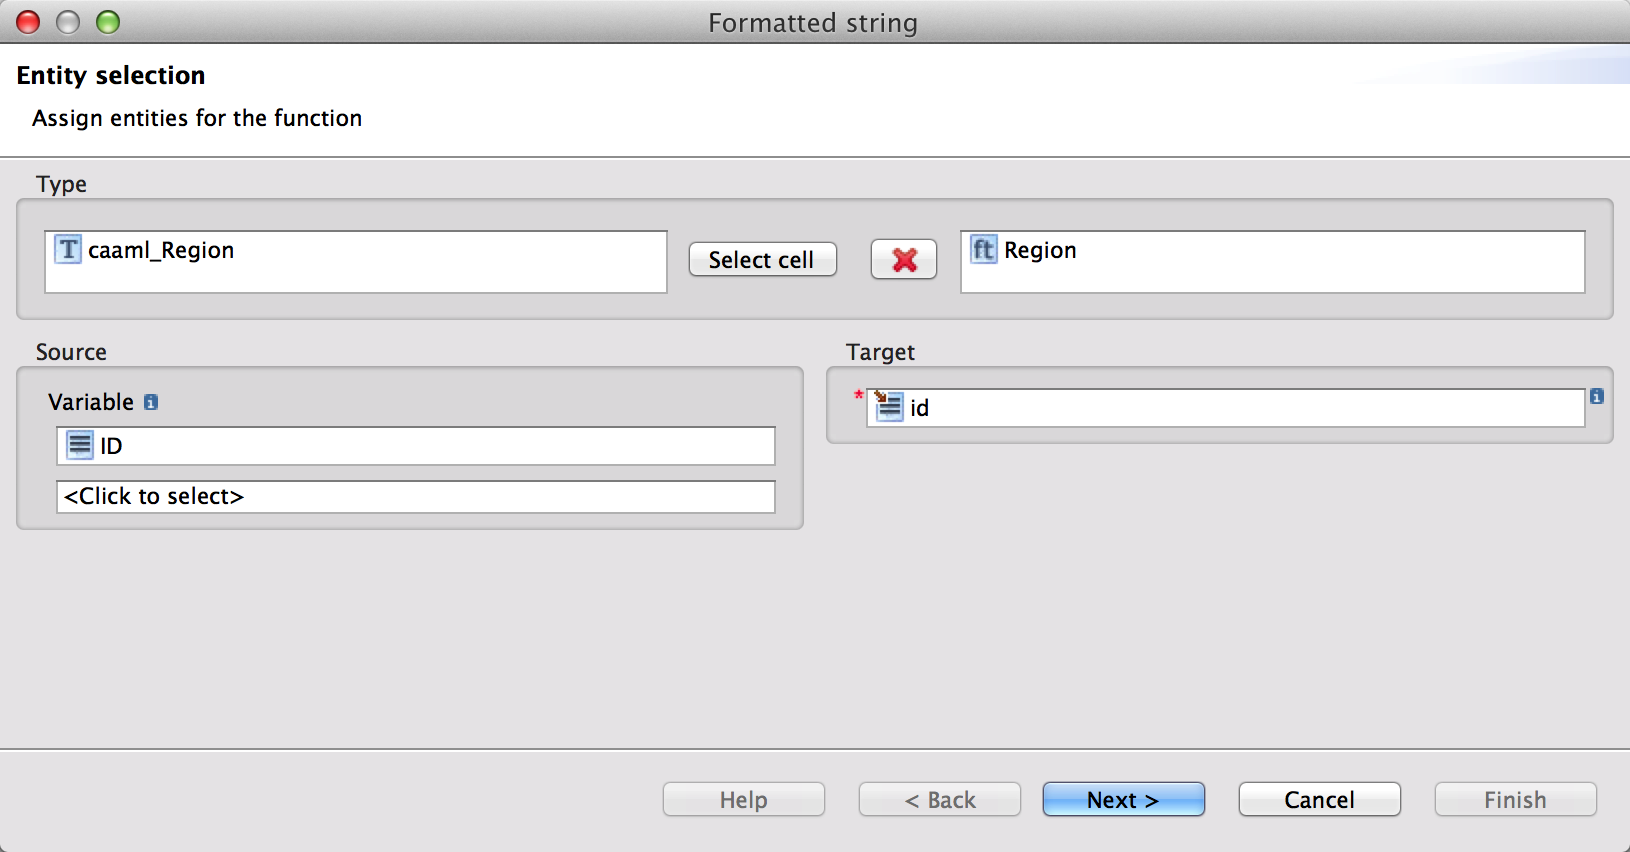 Formatted string
Entity selection
Assign entities for the function
Type
T caaml_Region
Select cell
ft Region
Source
Target
Variable i
* id i
ID
<Click to select>
Help
< Back
Next >
Cancel
Finish